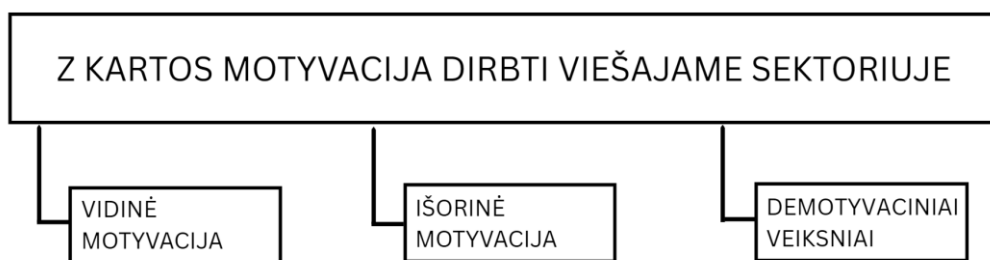 Z KARTOS MOTYVACIJA DIRBTI VIEŠAJAME SEKTORIUJE
VIDINĖ
MOTYVACIJA
IŠORINĖ
MOTYVACIJA
DEMOTYVACINIAI
VEIKSNIAI